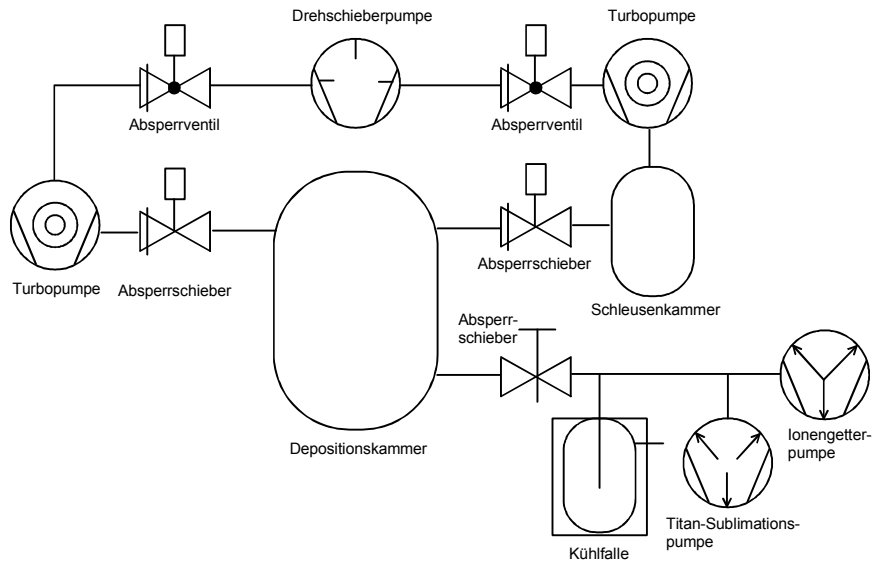 Drehschieberpumpe
Turbopumpe
Absperrventil
Absperrventil
Turbopumpe
Absperrschieber
Absperrschieber
Schleusenkammer
Absperr-
schieber
Depositionskammer
Ionengetter-
pumpe
Titan-Sublimations-
pumpe
Kühlfalle